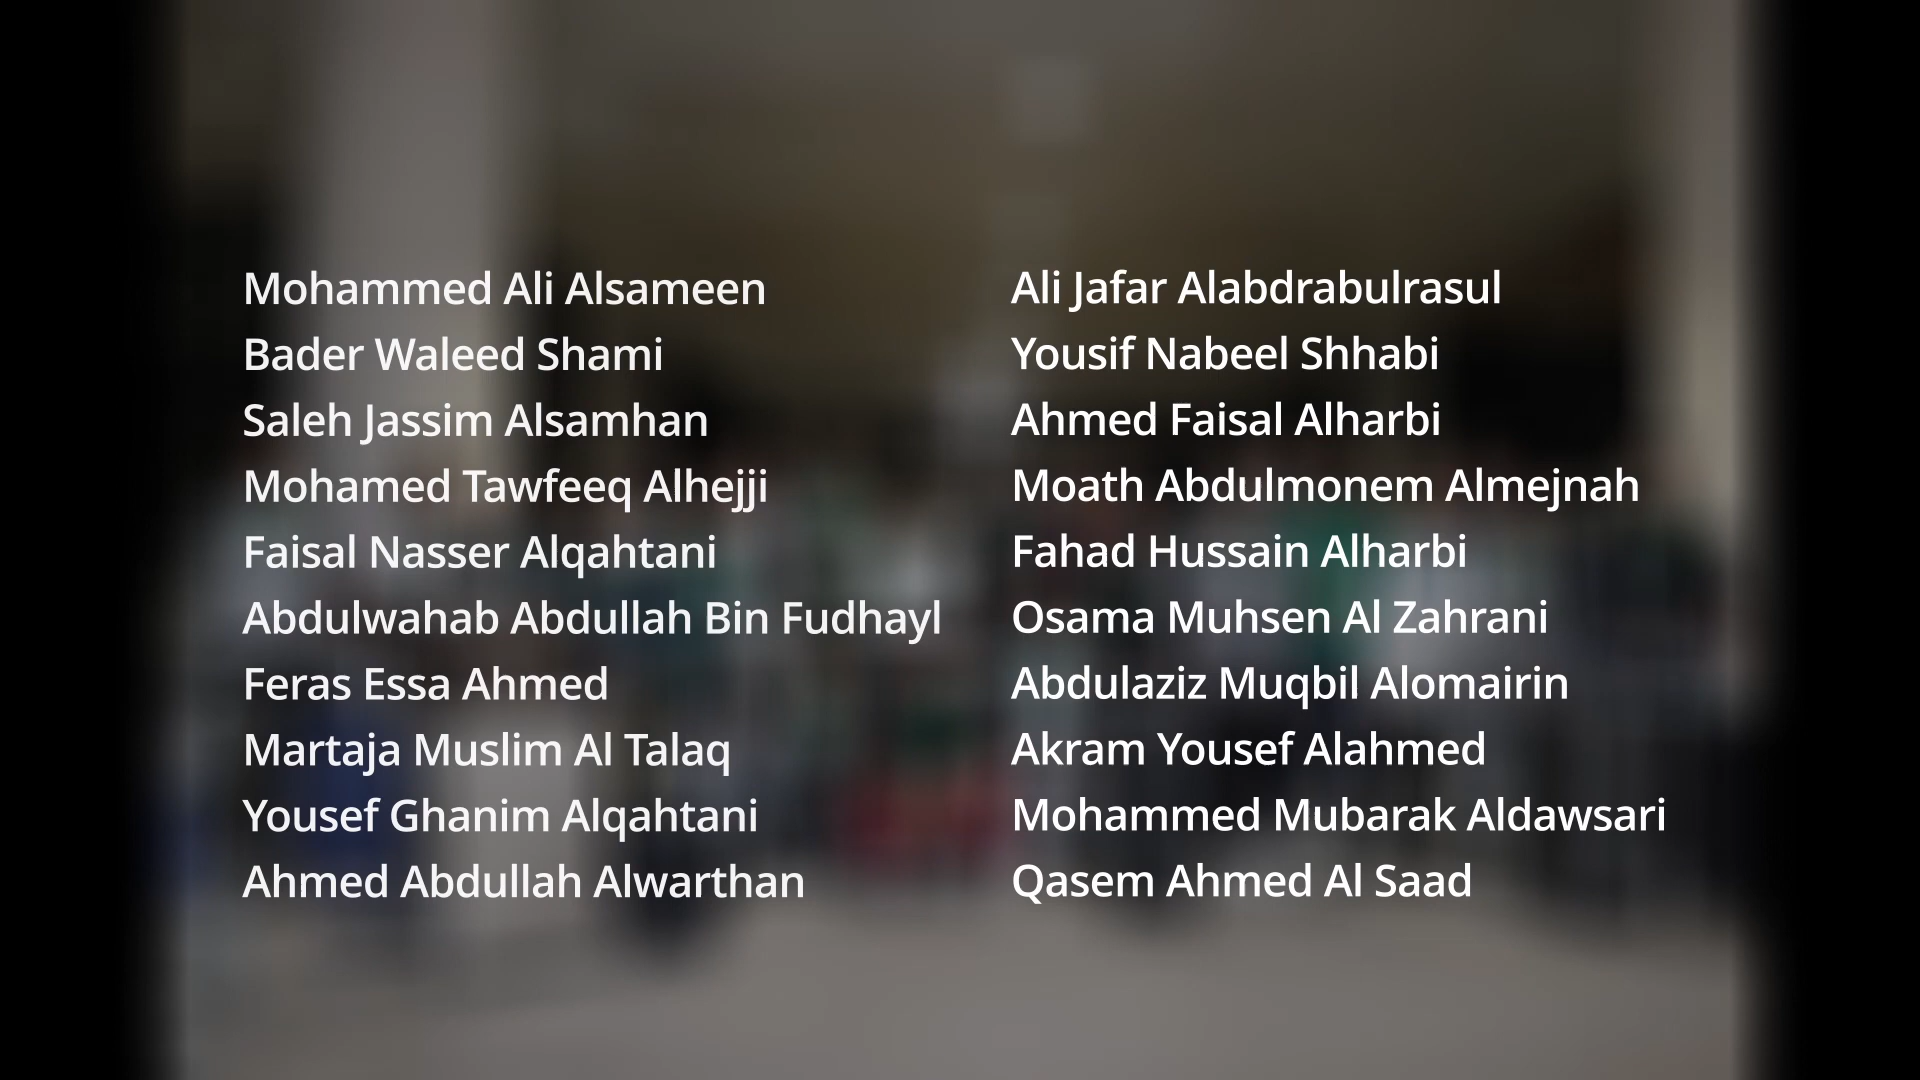 Mohammed Ali Alsameen
Bader Waleed Shami
Saleh Jassim Alsamhan
Mohamed Tawfeeq Alhejji
Faisal Nasser Alqahtani
Abdulwahab Abdullah Bin Fudhayl
Feras Essa Ahmed
Martaja Muslim Al Talaq
Yousef Ghanim Alqahtani
Ahmed Abdullah Alwarthan
Ali Jafar Alabdrabulrasul
Yousif Nabeel Shhabi
Ahmed Faisal Alharbi
Moath Abdulmonem Almejnah
Fahad Hussain Alharbi
Osama Muhsen Al Zahrani
Abdulaziz Muqbil Alomairin
Akram Yousef Alahmed
Mohammed Mubarak Aldawsari
Qasem Ahmed Al Saad